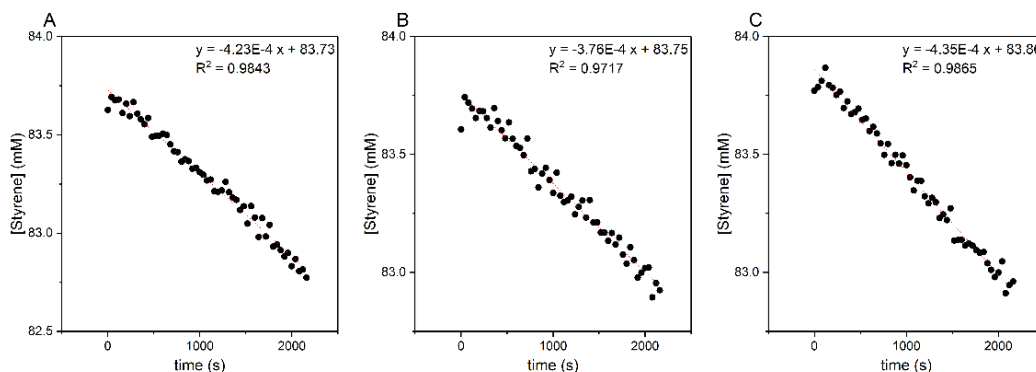 A
y = -4.23E-4 x + 83.73
R² = 0.9843
84.0
83.5
83.0
82.5
[Styrene] (mM)
0
1000
2000
time (s)
B
y = -3.76E-4 x + 83.75
R² = 0.9717
84.0
83.5
83.0
[Styrene] (mM)
0
1000
2000
time (s)
C
y = -4.35E-4 x + 83.86
R² = 0.9865
84.0
83.5
83.0
[Styrene] (mM)
0
1000
2000
time (s)